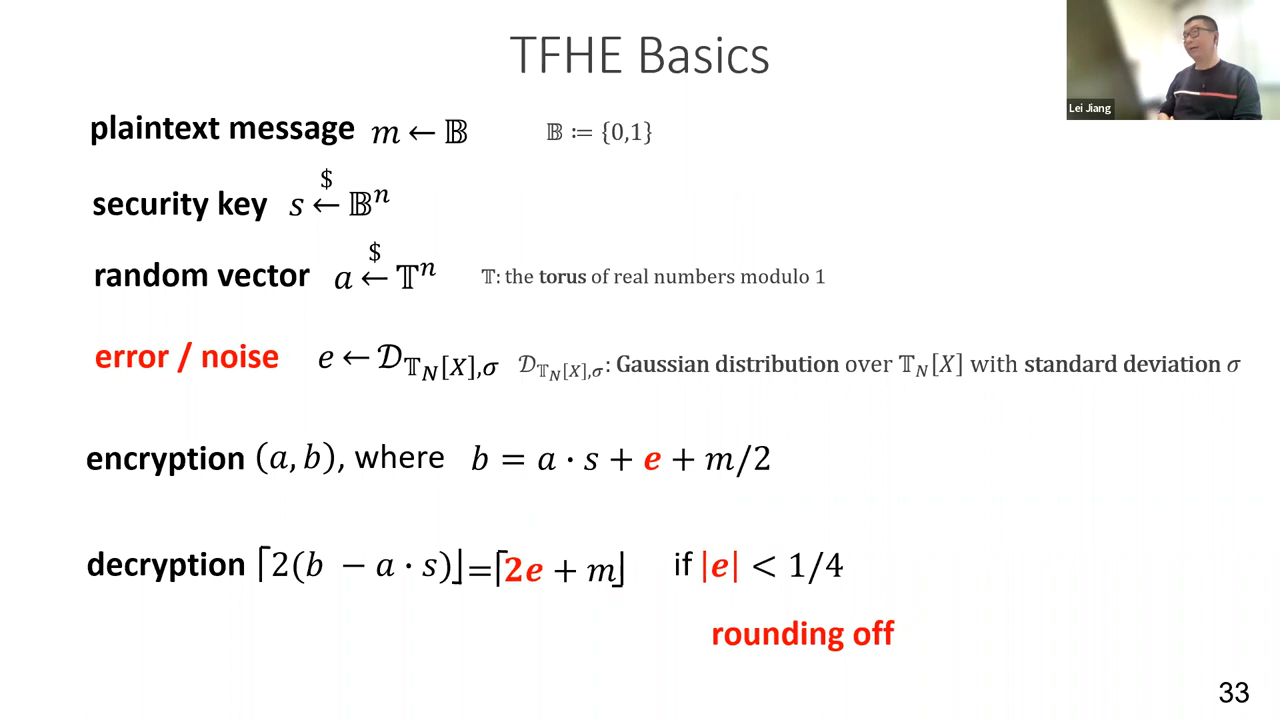 TFHE Basics
Lei Jiang
plaintext message m ← 𝔹 𝔹 ≔ {0,1}
security key s $← 𝔹ⁿ
random vector a $← 𝕋ⁿ 𝕋: the torus of real numbers modulo 1
error / noise e ← 𝒟_{𝕋_N[X],σ} 𝒟_{𝕋_N[X],σ}: Gaussian distribution over 𝕋_N[X] with standard deviation σ
encryption (a, b), where b = a · s + e + m/2
decryption ⌈2(b − a · s)⌋=⌈2e + m⌋ if |e| < 1/4
rounding off
33